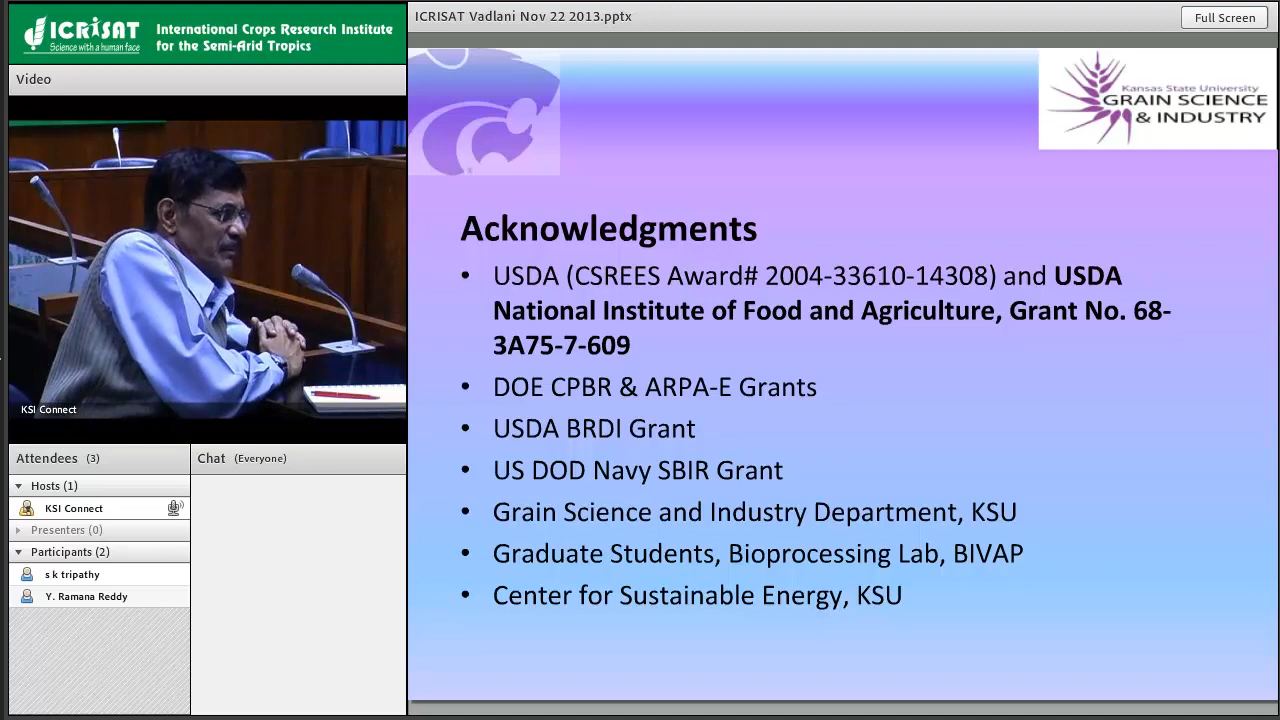 ICRISAT
Science with a human face
International Crops Research Institute
for the Semi-Arid Tropics
Video
KSI Connect
Attendees (3)
Hosts (1)
KSI Connect
Presenters (0)
Participants (2)
s k tripathy
Y. Ramana Reddy
Chat (Everyone)
ICRISAT Vadlani Nov 22 2013.pptx
Full Screen
Kansas State University
GRAIN SCIENCE
& INDUSTRY
Acknowledgments
• USDA (CSREES Award# 2004-33610-14308) and USDA
National Institute of Food and Agriculture, Grant No. 68-
3A75-7-609
• DOE CPBR & ARPA-E Grants
• USDA BRDI Grant
• US DOD Navy SBIR Grant
• Grain Science and Industry Department, KSU
• Graduate Students, Bioprocessing Lab, BIVAP
• Center for Sustainable Energy, KSU